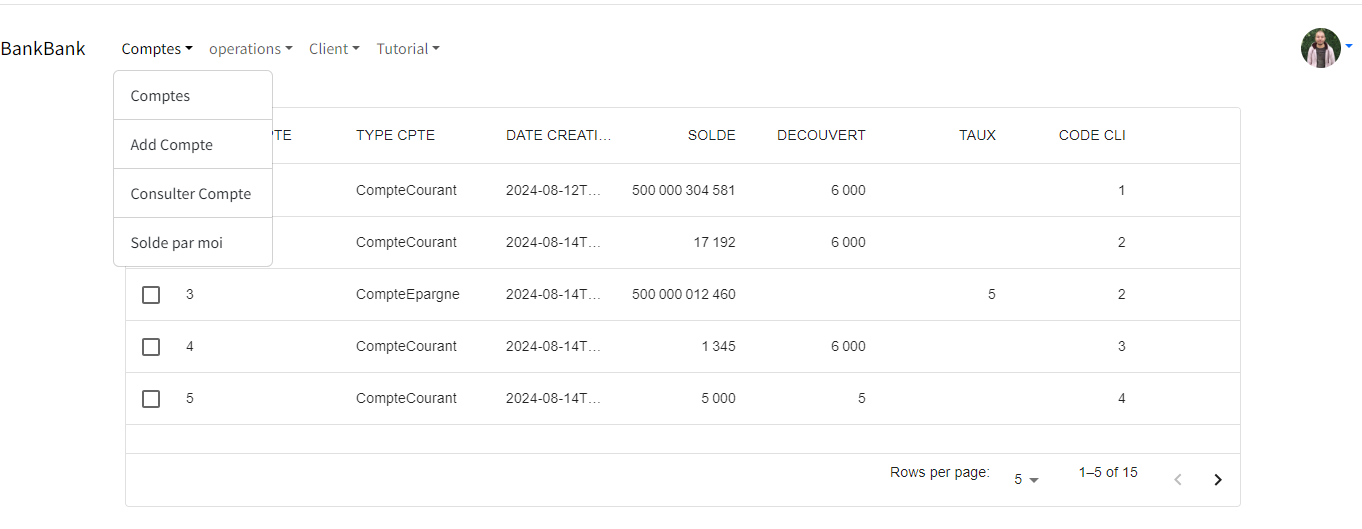 BankBank Comptes operations Client Tutorial
Comptes
Add Compte
Consulter Compte
Solde par moi
TYPE CPTE DATE CREATI... SOLDE DECOUVERT TAUX CODE CLI
CompteCourant 2024-08-12T... 500 000 304 581 6 000 1
CompteCourant 2024-08-14T... 17 192 6 000 2
3 CompteEpargne 2024-08-14T... 500 000 012 460 5 2
4 CompteCourant 2024-08-14T... 1 345 6 000 3
5 CompteCourant 2024-08-14T... 5 000 5 4
Rows per page: 5 1–5 of 15